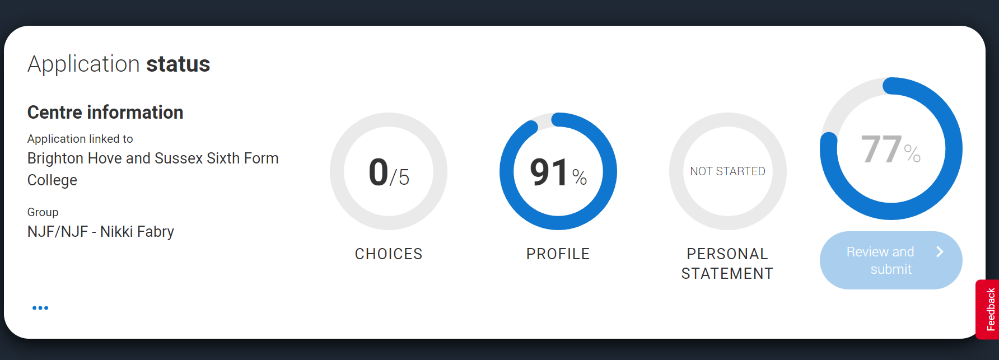 Application status
Centre information
Application linked to
Brighton Hove and Sussex Sixth Form
College
Group
NJF/NJF - Nikki Fabry
0/5
CHOICES
91%
PROFILE
NOT STARTED
PERSONAL
STATEMENT
77%
Review and
submit
Feedback